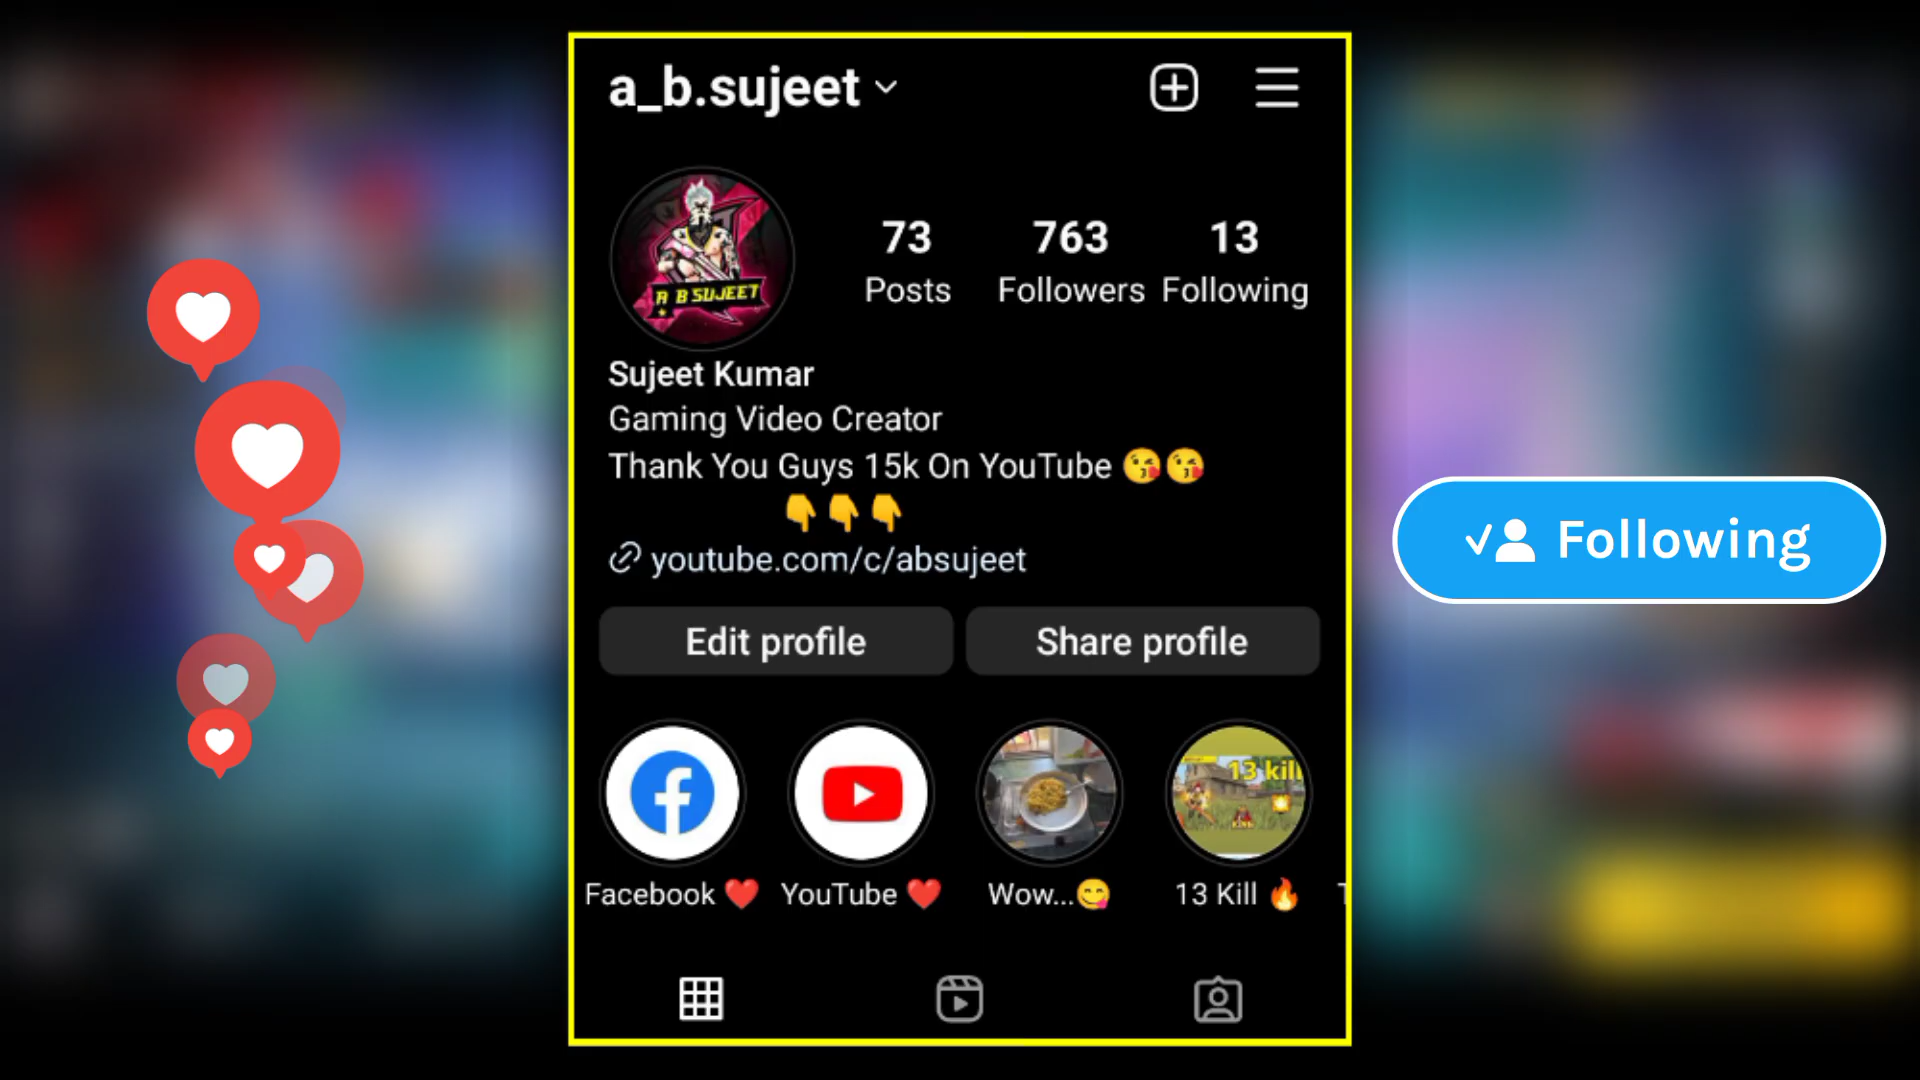 a_b.sujeet
73 763 13
Posts Followers Following
A B SUJEET
Sujeet Kumar
Gaming Video Creator
Thank You Guys 15k On YouTube 😘😘
👇👇👇
youtube.com/c/absujeet
Following
Edit profile Share profile
13 kill
Facebook ❤️ YouTube ❤️ Wow...😋 13 Kill 🔥